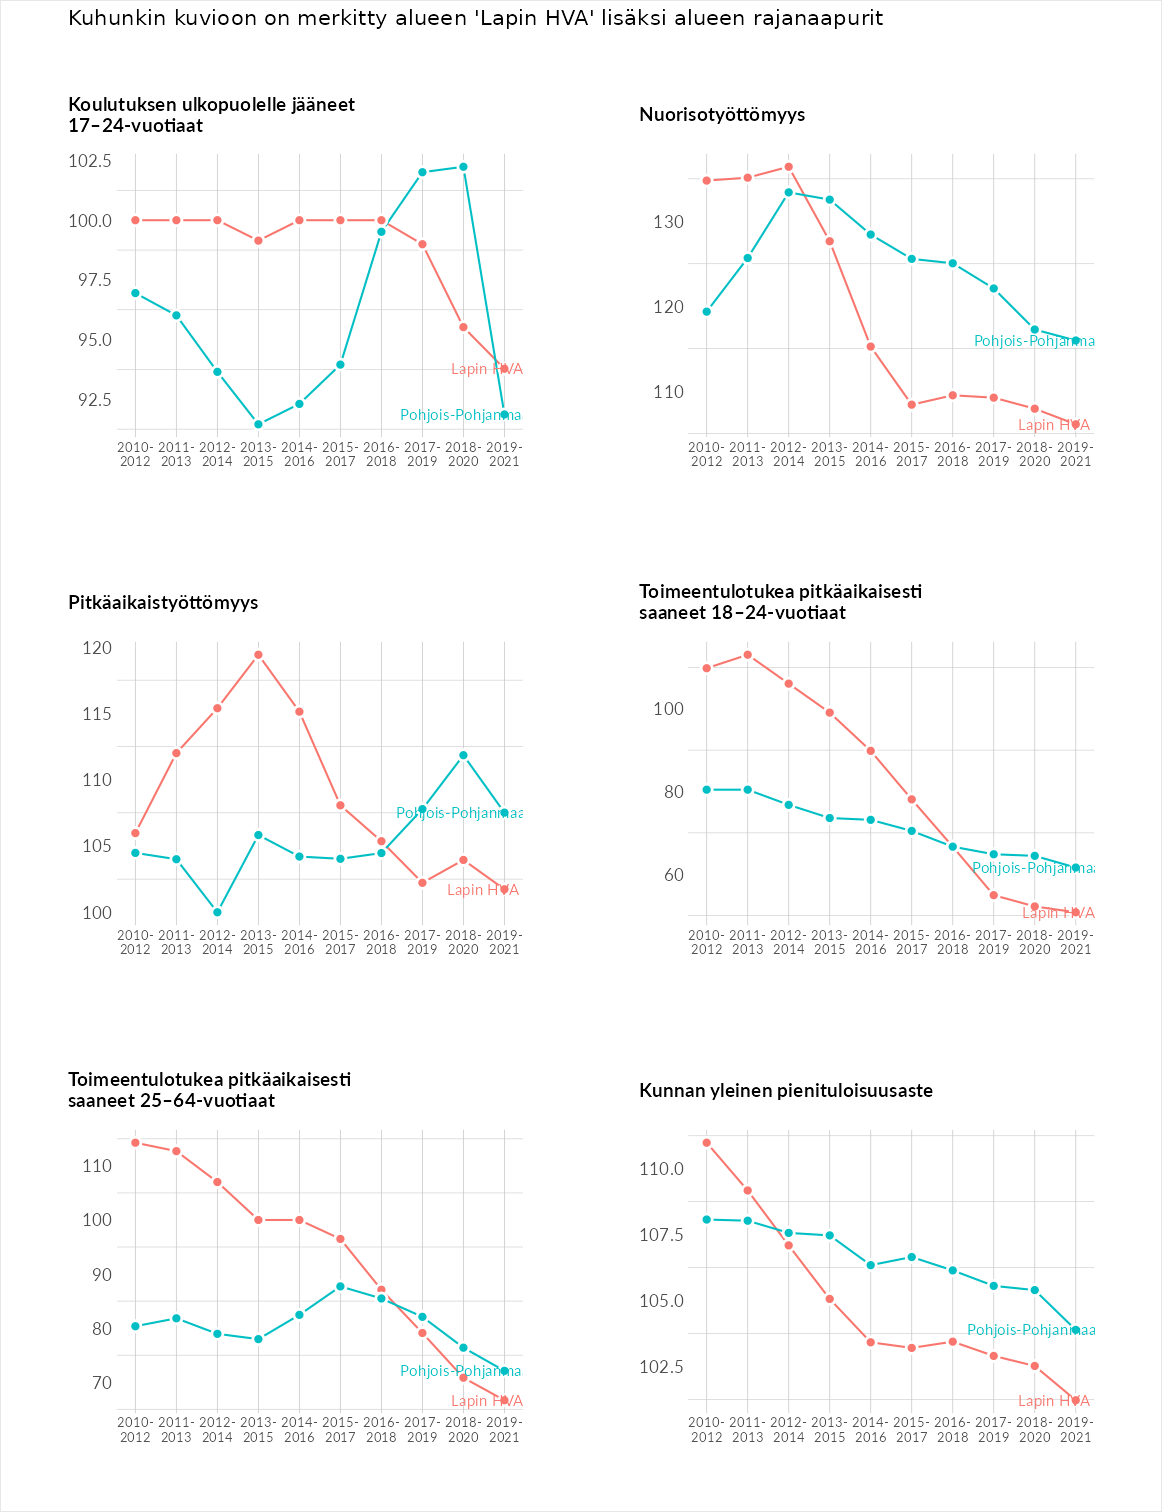 Kuhunkin kuvioon on merkitty alueen 'Lapin HVA' lisäksi alueen rajanaapurit
Koulutuksen ulkopuolelle jääneet
17–24-vuotiaat
102.5
100.0
97.5
95.0
92.5
Lapin HVA
Pohjois-Pohjanma
2010- 2011- 2012- 2013- 2014- 2015- 2016- 2017- 2018- 2019-
2012 2013 2014 2015 2016 2017 2018 2019 2020 2021
Nuorisotyöttömyys
130
120
110
Pohjois-Pohjanma
Lapin HVA
2010- 2011- 2012- 2013- 2014- 2015- 2016- 2017- 2018- 2019-
2012 2013 2014 2015 2016 2017 2018 2019 2020 2021
Pitkäaikaistyöttömyys
120
115
110
105
100
Pohjois-Pohjanmaa
Lapin HVA
2010- 2011- 2012- 2013- 2014- 2015- 2016- 2017- 2018- 2019-
2012 2013 2014 2015 2016 2017 2018 2019 2020 2021
Toimeentulotukea pitkäaikaisesti
saaneet 18–24-vuotiaat
100
80
60
Pohjois-Pohjanmaa
Lapin HVA
2010- 2011- 2012- 2013- 2014- 2015- 2016- 2017- 2018- 2019-
2012 2013 2014 2015 2016 2017 2018 2019 2020 2021
Toimeentulotukea pitkäaikaisesti
saaneet 25–64-vuotiaat
110
100
90
80
70
Pohjois-Pohjanma
Lapin HVA
2010- 2011- 2012- 2013- 2014- 2015- 2016- 2017- 2018- 2019-
2012 2013 2014 2015 2016 2017 2018 2019 2020 2021
Kunnan yleinen pienituloisuusaste
110.0
107.5
105.0
102.5
Pohjois-Pohjanmaa
Lapin HVA
2010- 2011- 2012- 2013- 2014- 2015- 2016- 2017- 2018- 2019-
2012 2013 2014 2015 2016 2017 2018 2019 2020 2021